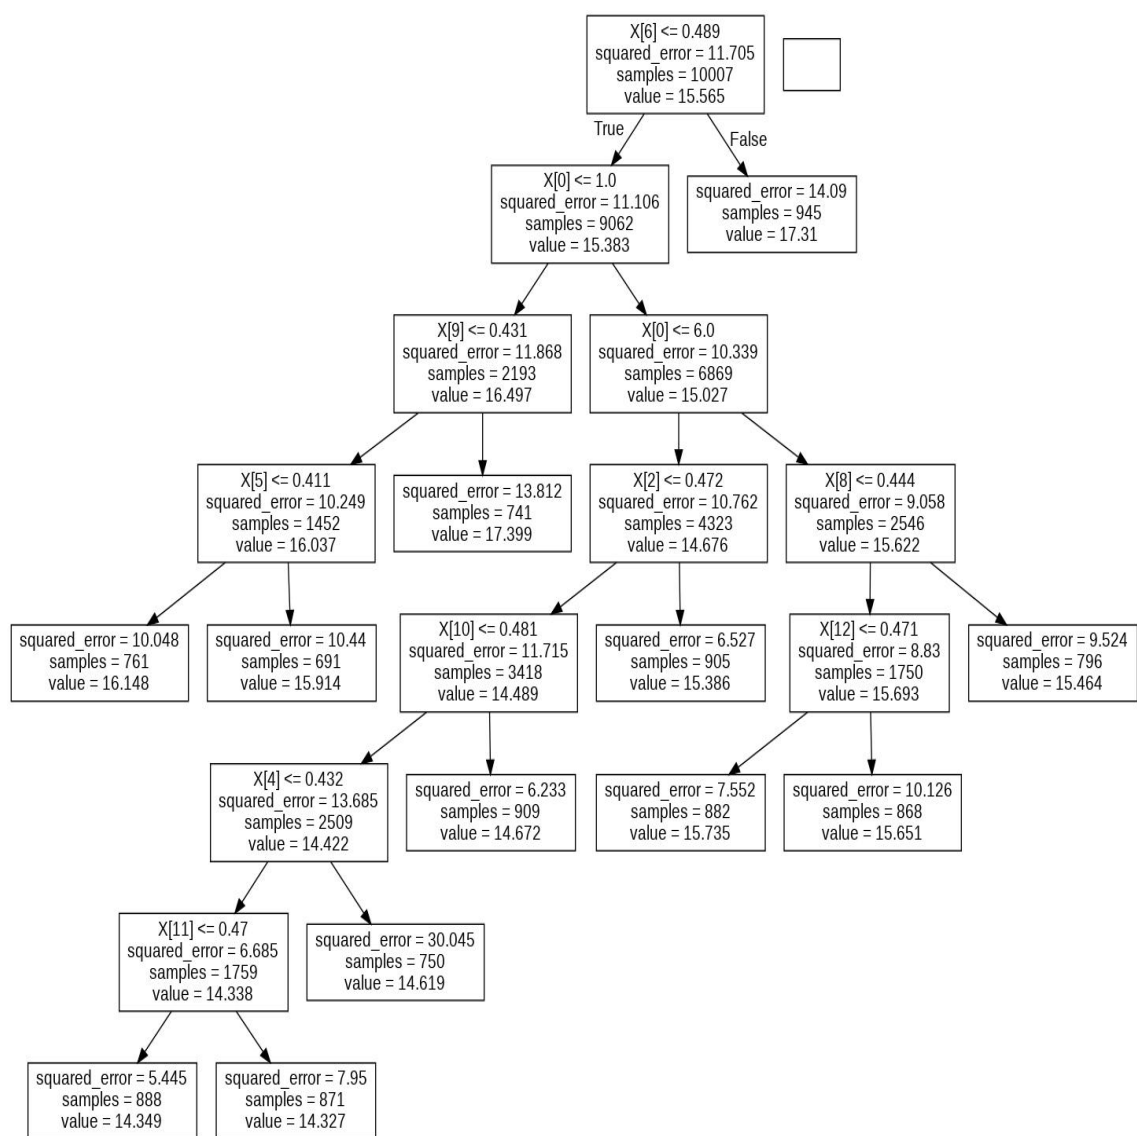 X[6] <= 0.489
squared_error = 11.705
samples = 10007
value = 15.565
True
False
X[0] <= 1.0
squared_error = 11.106
samples = 9062
value = 15.383
squared_error = 14.09
samples = 945
value = 17.31
X[9] <= 0.431
squared_error = 11.868
samples = 2193
value = 16.497
X[0] <= 6.0
squared_error = 10.339
samples = 6869
value = 15.027
X[5] <= 0.411
squared_error = 10.249
samples = 1452
value = 16.037
squared_error = 13.812
samples = 741
value = 17.399
X[2] <= 0.472
squared_error = 10.762
samples = 4323
value = 14.676
X[8] <= 0.444
squared_error = 9.058
samples = 2546
value = 15.622
squared_error = 10.048
samples = 761
value = 16.148
squared_error = 10.44
samples = 691
value = 15.914
X[10] <= 0.481
squared_error = 11.715
samples = 3418
value = 14.489
squared_error = 6.527
samples = 905
value = 15.386
X[12] <= 0.471
squared_error = 8.83
samples = 1750
value = 15.693
squared_error = 9.524
samples = 796
value = 15.464
X[4] <= 0.432
squared_error = 13.685
samples = 2509
value = 14.422
squared_error = 6.233
samples = 909
value = 14.672
squared_error = 7.552
samples = 882
value = 15.735
squared_error = 10.126
samples = 868
value = 15.651
X[11] <= 0.47
squared_error = 6.685
samples = 1759
value = 14.338
squared_error = 30.045
samples = 750
value = 14.619
squared_error = 5.445
samples = 888
value = 14.349
squared_error = 7.95
samples = 871
value = 14.327